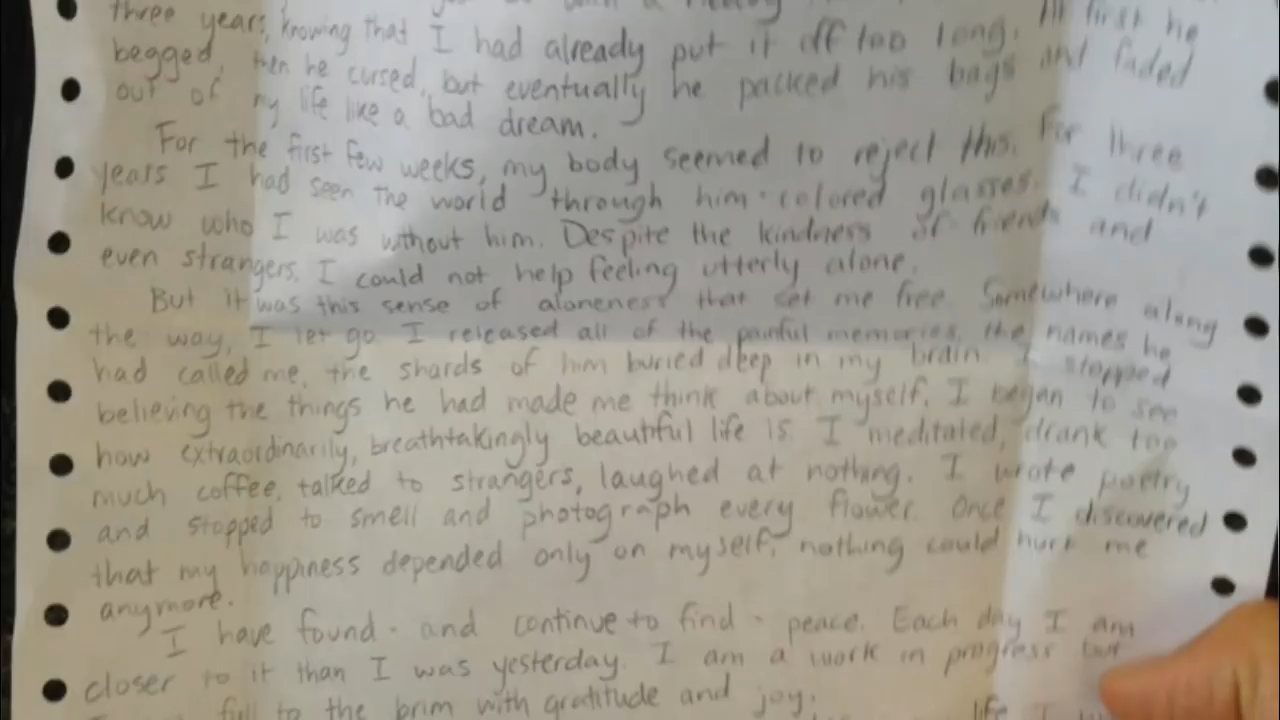 three years, knowing that I had already put it off too long. At first he
begged, then he cursed, but eventually he packed his bags and faded
out of my life like a bad dream.
For the first few weeks, my body seemed to reject this. For three
years I had seen the world through him-colored glasses. I didn't
know who I was without him. Despite the kindness of friends and
even strangers, I could not help feeling utterly alone.
But it was this sense of aloneness that set me free. Somewhere along
the way, I let go. I released all of the painful memories, the names he
had called me, the shards of him buried deep in my brain. I stopped
believing the things he had made me think about myself. I began to see
how extraordinarily, breathtakingly beautiful life is. I meditated, drank too
much coffee, talked to strangers, laughed at nothing. I wrote poetry
and stopped to smell and photograph every flower. Once I discovered
that my happiness depended only on myself, nothing could hurt me
anymore.
I have found - and continue to find - peace. Each day I am
closer to it than I was yesterday. I am a work in progress but
full to the brim with gratitude and joy.
life I